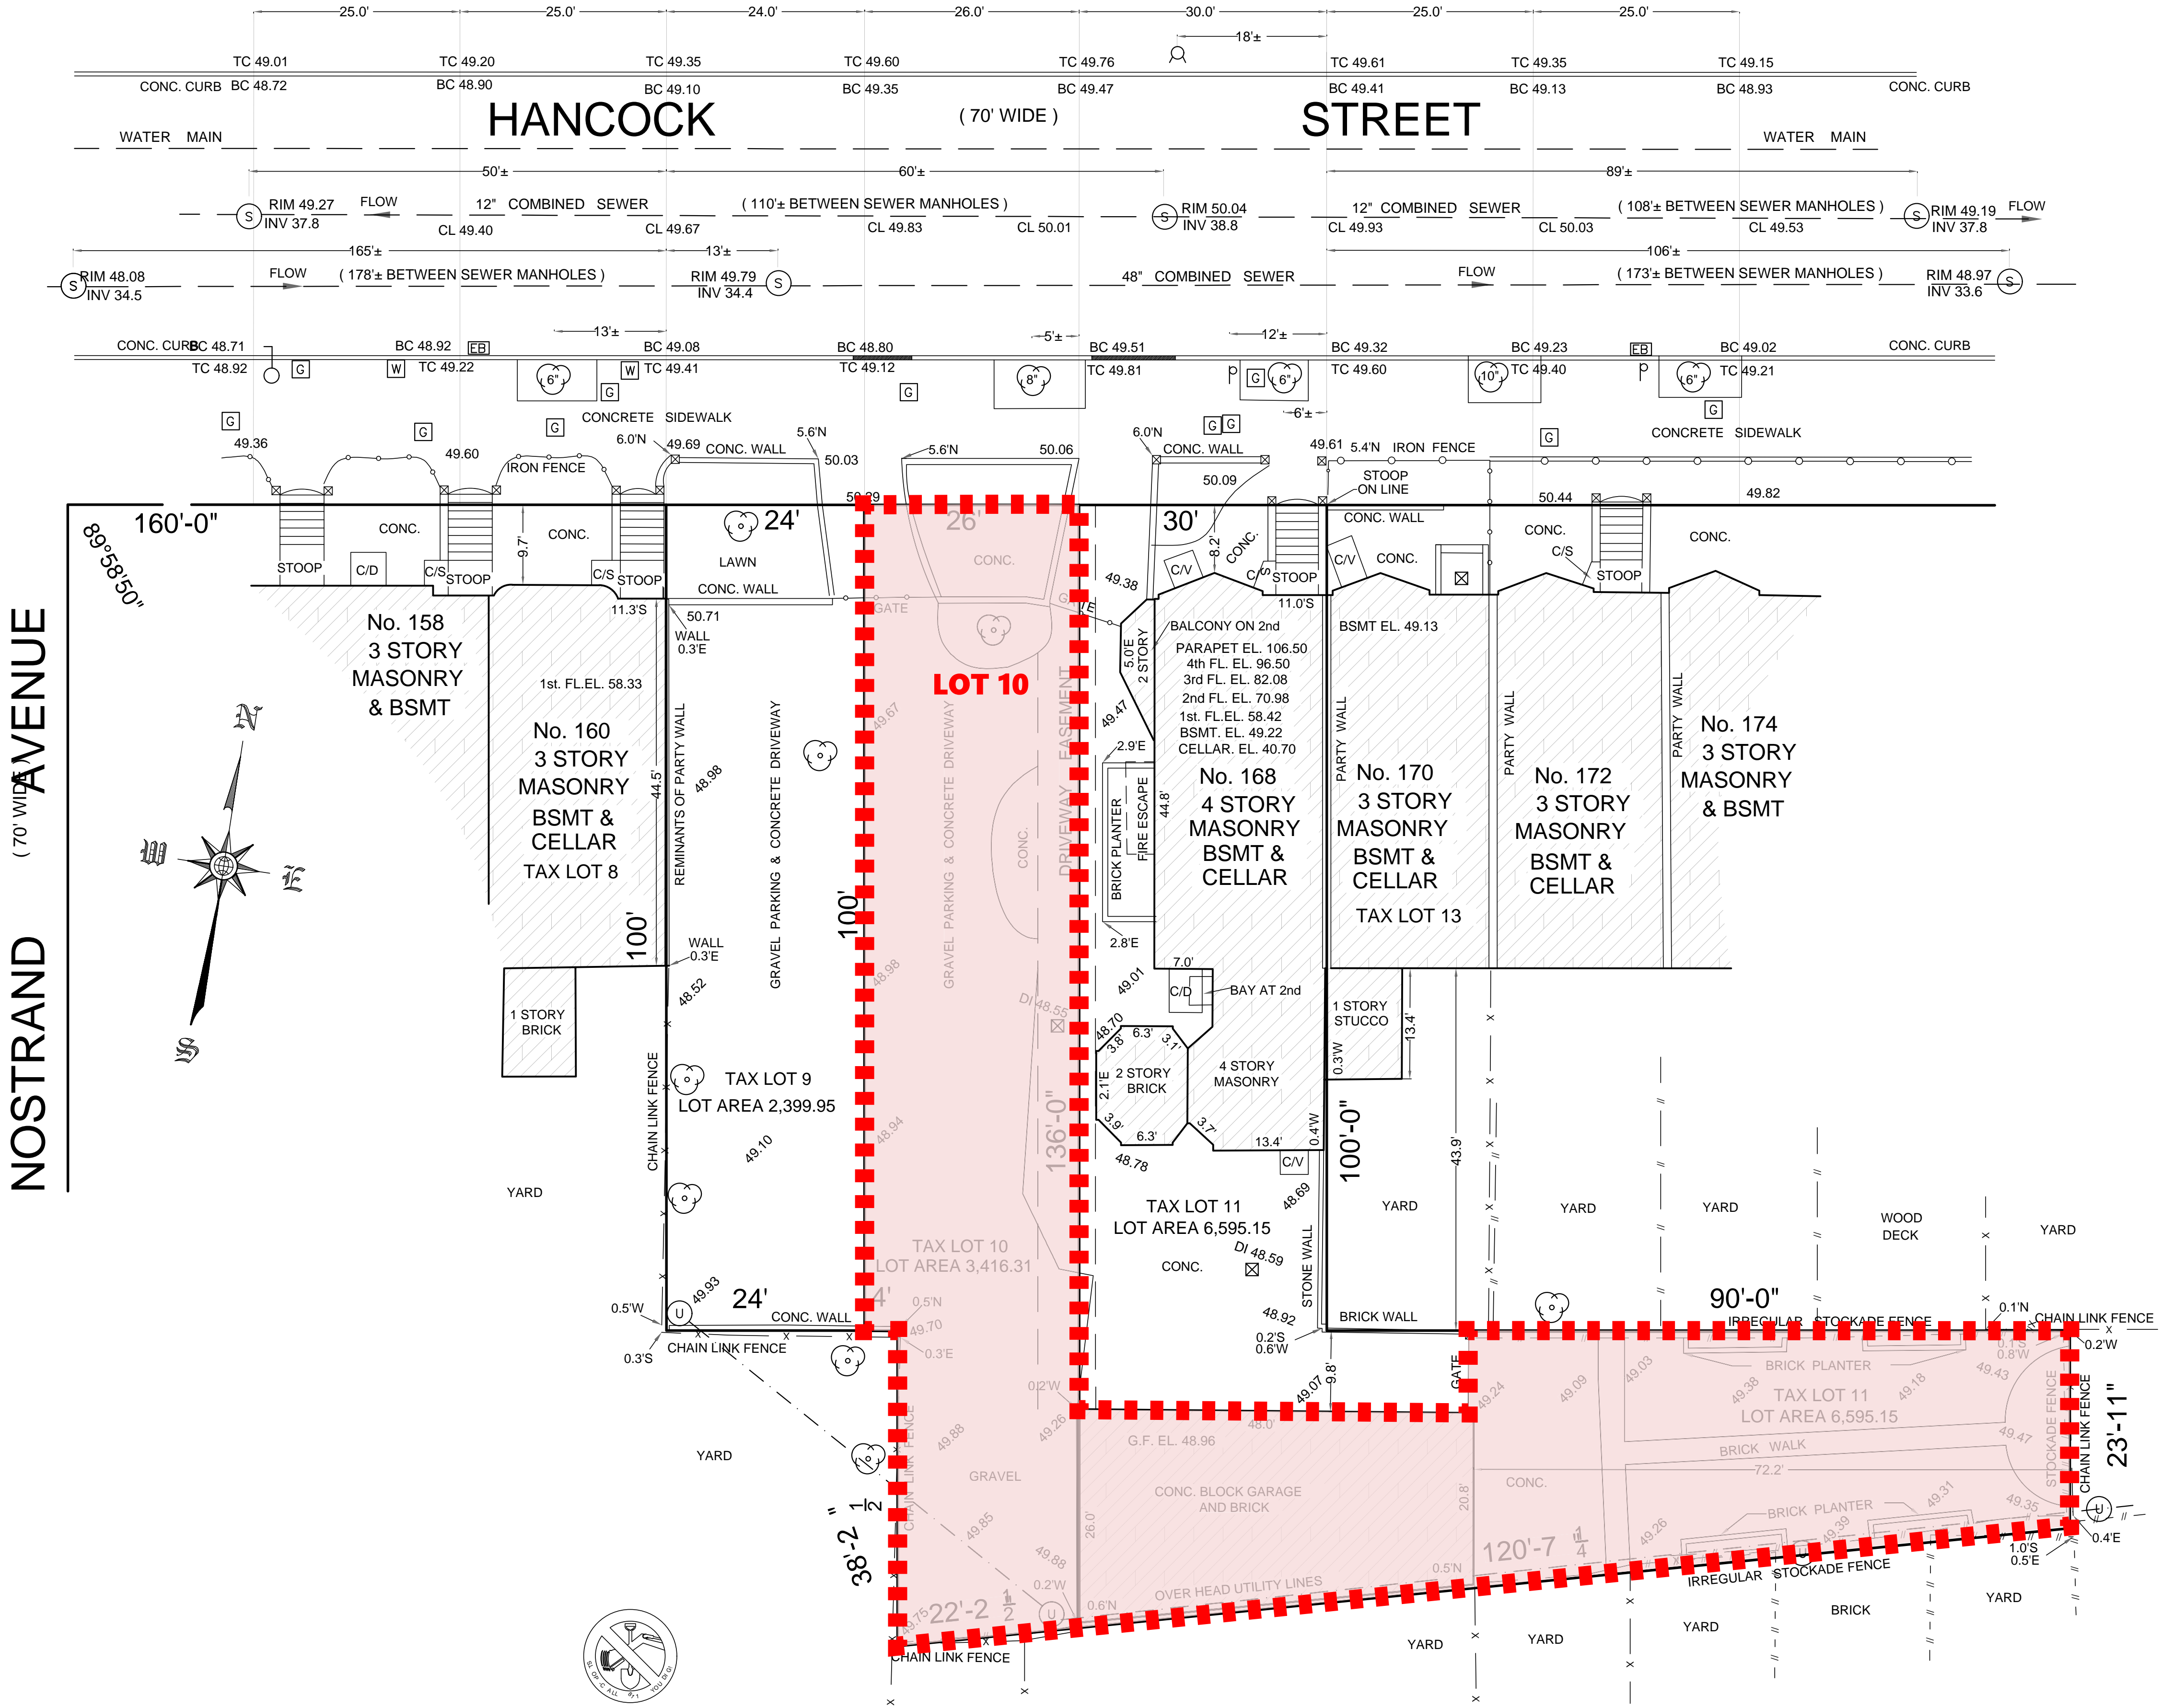 25.0'
25.0'
24.0'
26.0'
30.0'
25.0'
25.0'
18'±
TC 49.01
TC 49.20
TC 49.35
TC 49.60
TC 49.76
TC 49.61
TC 49.35
TC 49.15
CONC. CURB
BC 48.72
BC 48.90
BC 49.10
BC 49.35
BC 49.47
BC 49.41
BC 49.13
BC 48.93
CONC. CURB
HANCOCK
( 70' WIDE )
STREET
WATER MAIN
WATER MAIN
50'±
60'±
89'±
S
RIM 49.27
INV 37.8
FLOW
12" COMBINED SEWER
( 110'± BETWEEN SEWER MANHOLES )
S
RIM 50.04
INV 38.8
12" COMBINED SEWER
( 108'± BETWEEN SEWER MANHOLES )
S
RIM 49.19
INV 37.8
FLOW
CL 49.40
CL 49.67
CL 49.83
CL 50.01
CL 49.93
CL 50.03
CL 49.53
165'±
13'±
106'±
S
RIM 48.08
INV 34.5
FLOW
( 178'± BETWEEN SEWER MANHOLES )
RIM 49.79
INV 34.4
S
48" COMBINED SEWER
FLOW
( 173'± BETWEEN SEWER MANHOLES )
RIM 48.97
INV 33.6
S
13'±
5'±
12'±
CONC. CURB
BC 48.71
BC 48.92
EB
BC 49.08
BC 48.80
BC 49.51
BC 49.32
BC 49.23
EB
BC 49.02
CONC. CURB
TC 48.92
G
W
TC 49.22
6"
W
TC 49.41
TC 49.12
8"
TC 49.81
G
6"
TC 49.60
10"
TC 49.40
6"
TC 49.21
G
G
G
G
G
G
G
G
G
6'±
CONCRETE SIDEWALK
CONCRETE SIDEWALK
49.36
49.60
IRON FENCE
6.0'N
49.69
CONC. WALL
5.6'N
50.03
5.6'N
50.06
6.0'N
CONC. WALL
50.09
49.61
5.4'N IRON FENCE
STOOP
ON LINE
50.44
49.82
50.29
160'-0"
89°58'50"
24'
26'
30'
CONC.
CONC.
9.7'
STOOP
C/D
C/S
STOOP
C/S
STOOP
LAWN
CONC. WALL
CONC.
GATE
8.2'
CONC.
C/V
STOOP
CONC. WALL
C/V
CONC.
CONC.
C/S
STOOP
CONC.
49.38
11.3'S
50.71
WALL
0.3'E
11.0'S
BALCONY ON 2nd
PARAPET EL. 106.50
4th FL. EL. 96.50
3rd FL. EL. 82.08
2nd FL. EL. 70.98
1st. FL.EL. 58.42
BSMT. EL. 49.22
CELLAR. EL. 40.70
5.0'E
2 STORY
BSMT EL. 49.13
No. 158
3 STORY
MASONRY
& BSMT
1st. FL.EL. 58.33
No. 160
3 STORY
MASONRY
BSMT &
CELLAR
TAX LOT 8
44.5'
REMINANTS OF PARTY WALL
48.98
GRAVEL PARKING & CONCRETE DRIVEWAY
LOT 10
49.67
GRAVEL PARKING & CONCRETE DRIVEWAY
CONC.
DRIVEWAY EASEMENT
49.47
2.9'E
BRICK PLANTER
FIRE ESCAPE
44.8'
2.8'E
No. 168
4 STORY
MASONRY
BSMT &
CELLAR
PARTY WALL
No. 170
3 STORY
MASONRY
BSMT &
CELLAR
TAX LOT 13
PARTY WALL
No. 172
3 STORY
MASONRY
BSMT &
CELLAR
PARTY WALL
No. 174
3 STORY
MASONRY
& BSMT
NOSTRAND AVENUE
( 70' WIDE )
N
W
E
S
100'
WALL
0.3'E
48.52
100'
48.98
DI 48.55
49.01
7.0'
C/D
BAY AT 2nd
1 STORY
BRICK
1 STORY
STUCCO
13.4'
0.3'W
48.70
3.8'
6.3'
3.1'
2.1'E
2 STORY
BRICK
3.9'
6.3'
3.7'
4 STORY
MASONRY
13.4'
0.4'W
48.78
C/V
CHAIN LINK FENCE
TAX LOT 9
LOT AREA 2,399.95
49.10
48.94
136'-0"
100'-0"
43.9'
YARD
YARD
YARD
YARD
WOOD
DECK
YARD
TAX LOT 11
LOT AREA 6,595.15
48.69
DI 48.59
CONC.
STONE WALL
TAX LOT 10
LOT AREA 3,416.31
49.93
0.5'W
U
24'
CONC. WALL
4'
0.5'N
49.70
0.3'E
0.3'S
CHAIN LINK FENCE
48.92
0.2'S
0.6'W
BRICK WALL
90'-0"
IRREGULAR STOCKADE FENCE
0.1'N
CHAIN LINK FENCE
0.1'S
0.8'W
0.2'W
9.8'
GATE
49.07
49.24
49.09
49.03
BRICK PLANTER
49.38
TAX LOT 11
LOT AREA 6,595.15
49.18
49.43
STOCKADE FENCE
CHAIN LINK FENCE
23'-11"
0.2'W
49.26
48.0'
G.F. EL. 48.96
CHAIN LINK FENCE
49.88
GRAVEL
YARD
BRICK WALK
49.47
72.2'
CONC.
CONC. BLOCK GARAGE
AND BRICK
20.8'
26.0'
38'-2 1/2"
49.85
49.88
0.2'W
U
49.75
22'-2 1/2"
0.6'N
OVER HEAD UTILITY LINES
0.5'N
120'-7 1/4"
49.26
BRICK PLANTER
49.39
49.31
49.35
U
0.4'E
1.0'S
0.5'E
IRREGULAR STOCKADE FENCE
CHAIN LINK FENCE
YARD
YARD
YARD
BRICK
YARD